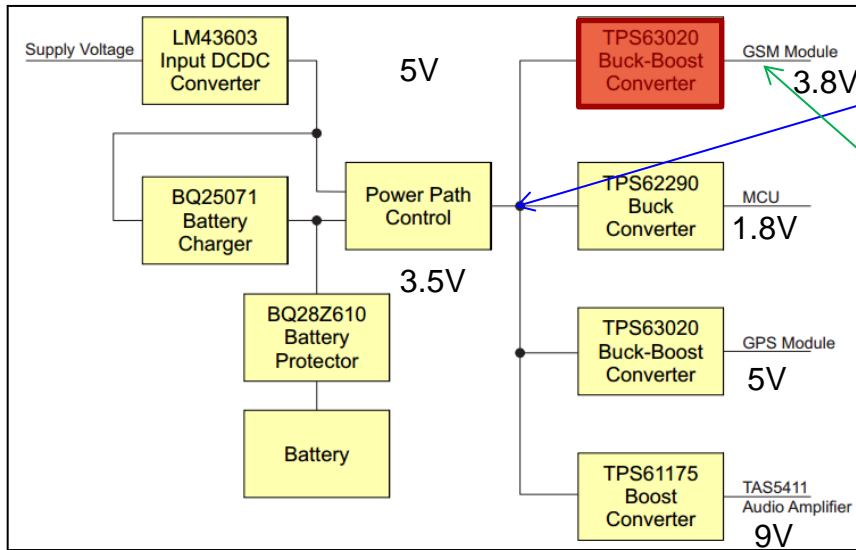 Supply Voltage
LM43603
Input DCDC
Converter
5V
TPS63020
Buck-Boost
Converter
GSM Module
3.8V
BQ25071
Battery
Charger
Power Path
Control
3.5V
TPS62290
Buck
Converter
MCU
1.8V
BQ28Z610
Battery
Protector
TPS63020
Buck-Boost
Converter
GPS Module
5V
Battery
TPS61175
Boost
Converter
TAS5411
Audio Amplifier
9V